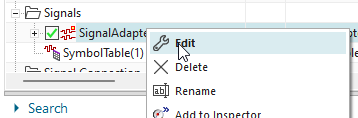 Signals
SignalAdapte
Edit
SymbolTable(1)
Delete
Signal Connection
Rename
Search
Add to Inspector